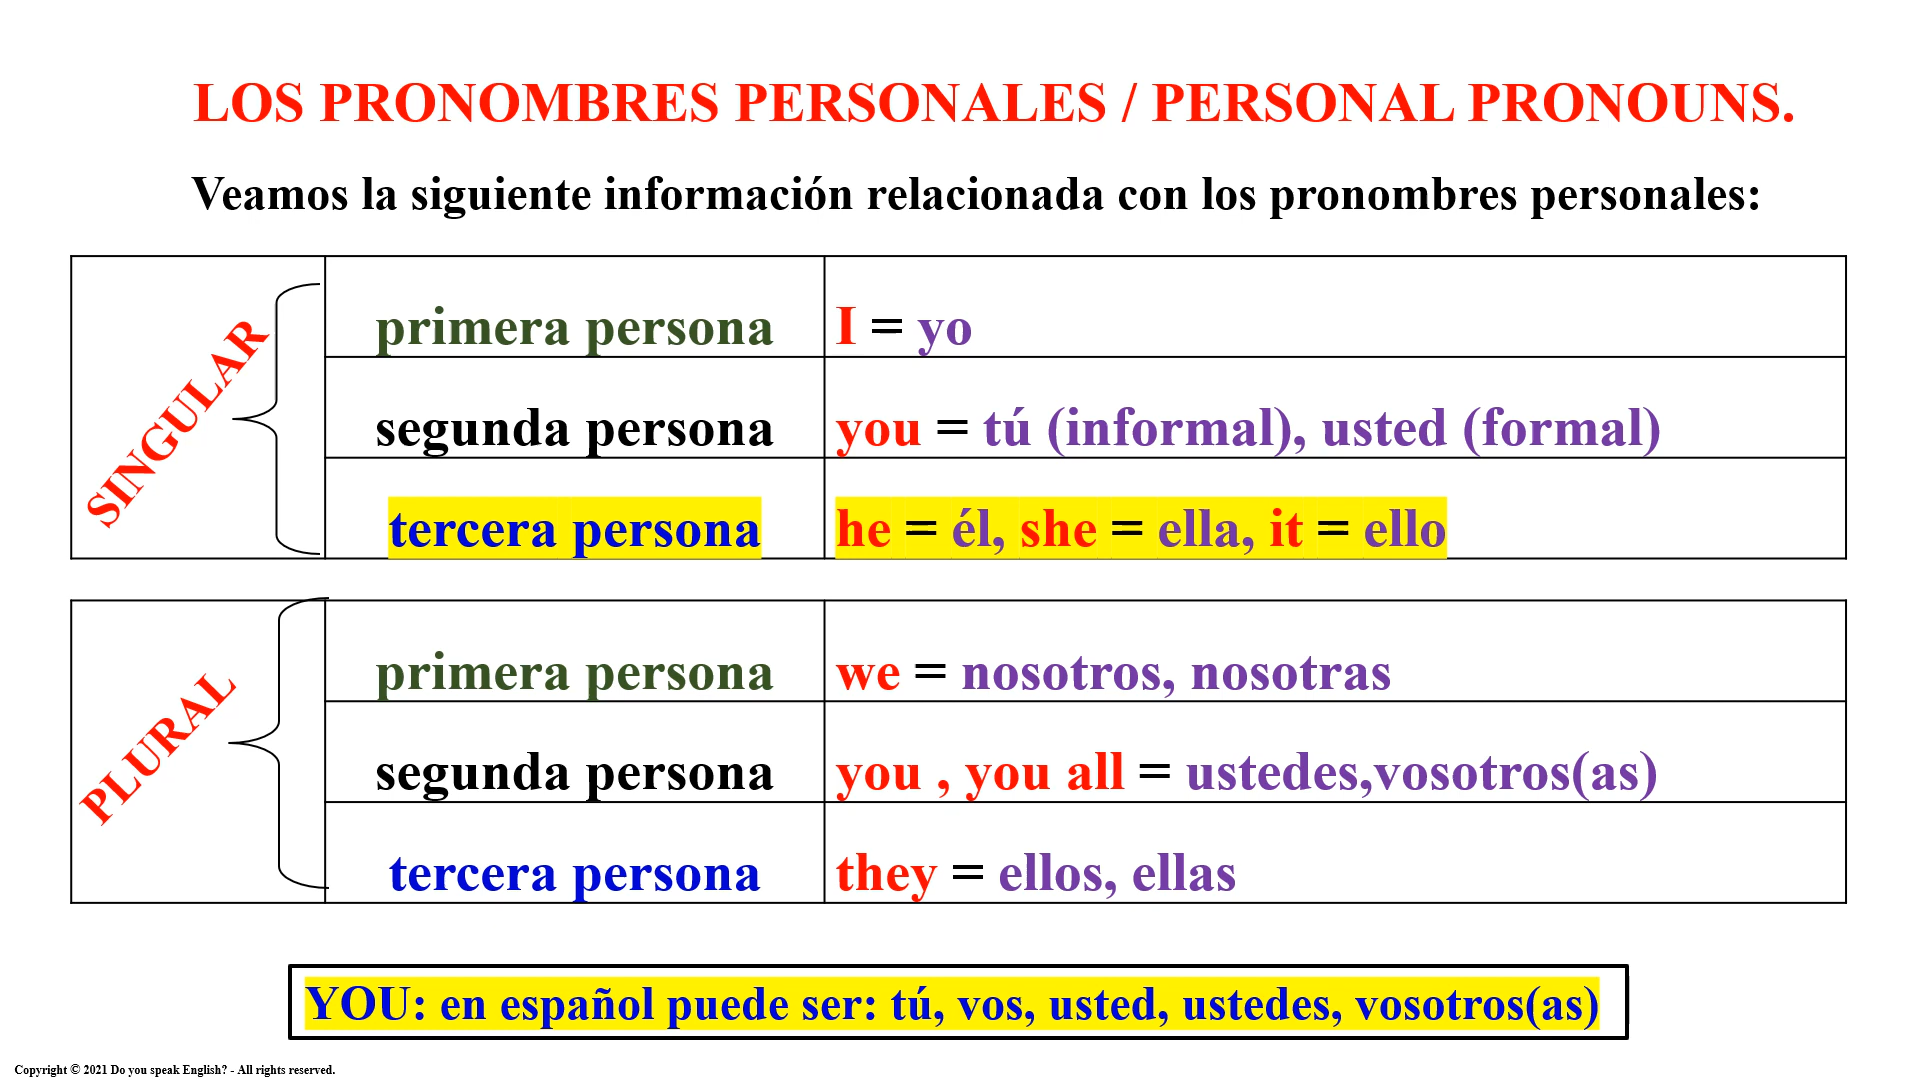 LOS PRONOMBRES PERSONALES / PERSONAL PRONOUNS.
Veamos la siguiente información relacionada con los pronombres personales:
SINGULAR
primera persona
I = yo
segunda persona
you = tú (informal), usted (formal)
tercera persona
he = él, she = ella, it = ello
PLURAL
primera persona
we = nosotros, nosotras
segunda persona
you , you all = ustedes,vosotros(as)
tercera persona
they = ellos, ellas
YOU: en español puede ser: tú, vos, usted, ustedes, vosotros(as)
Copyright © 2021 Do you speak English? - All rights reserved.